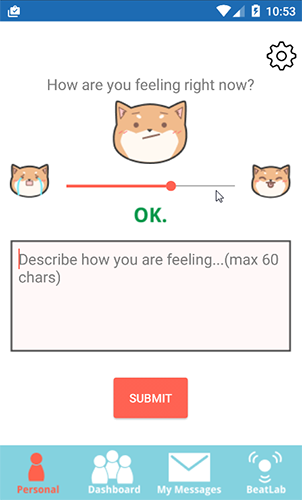 10:53
How are you feeling right now?
OK.
Describe how you are feeling...(max 60
chars)
SUBMIT
Personal Dashboard My Messages BeatLab